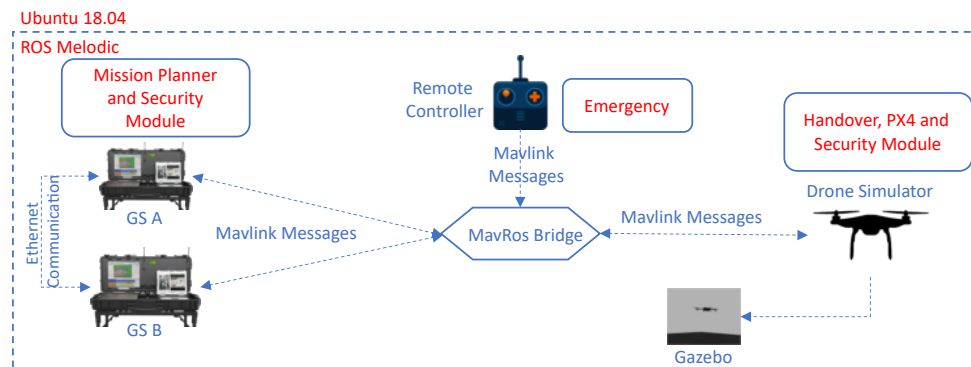 Ubuntu 18.04
ROS Melodic
Mission Planner
and Security
Module
Remote
Controller
Emergency
Handover, PX4 and
Security Module
Mavlink
Messages
Drone Simulator
Ethernet
Communication
GS A
Mavlink Messages
MavRos Bridge
Mavlink Messages
GS B
Gazebo